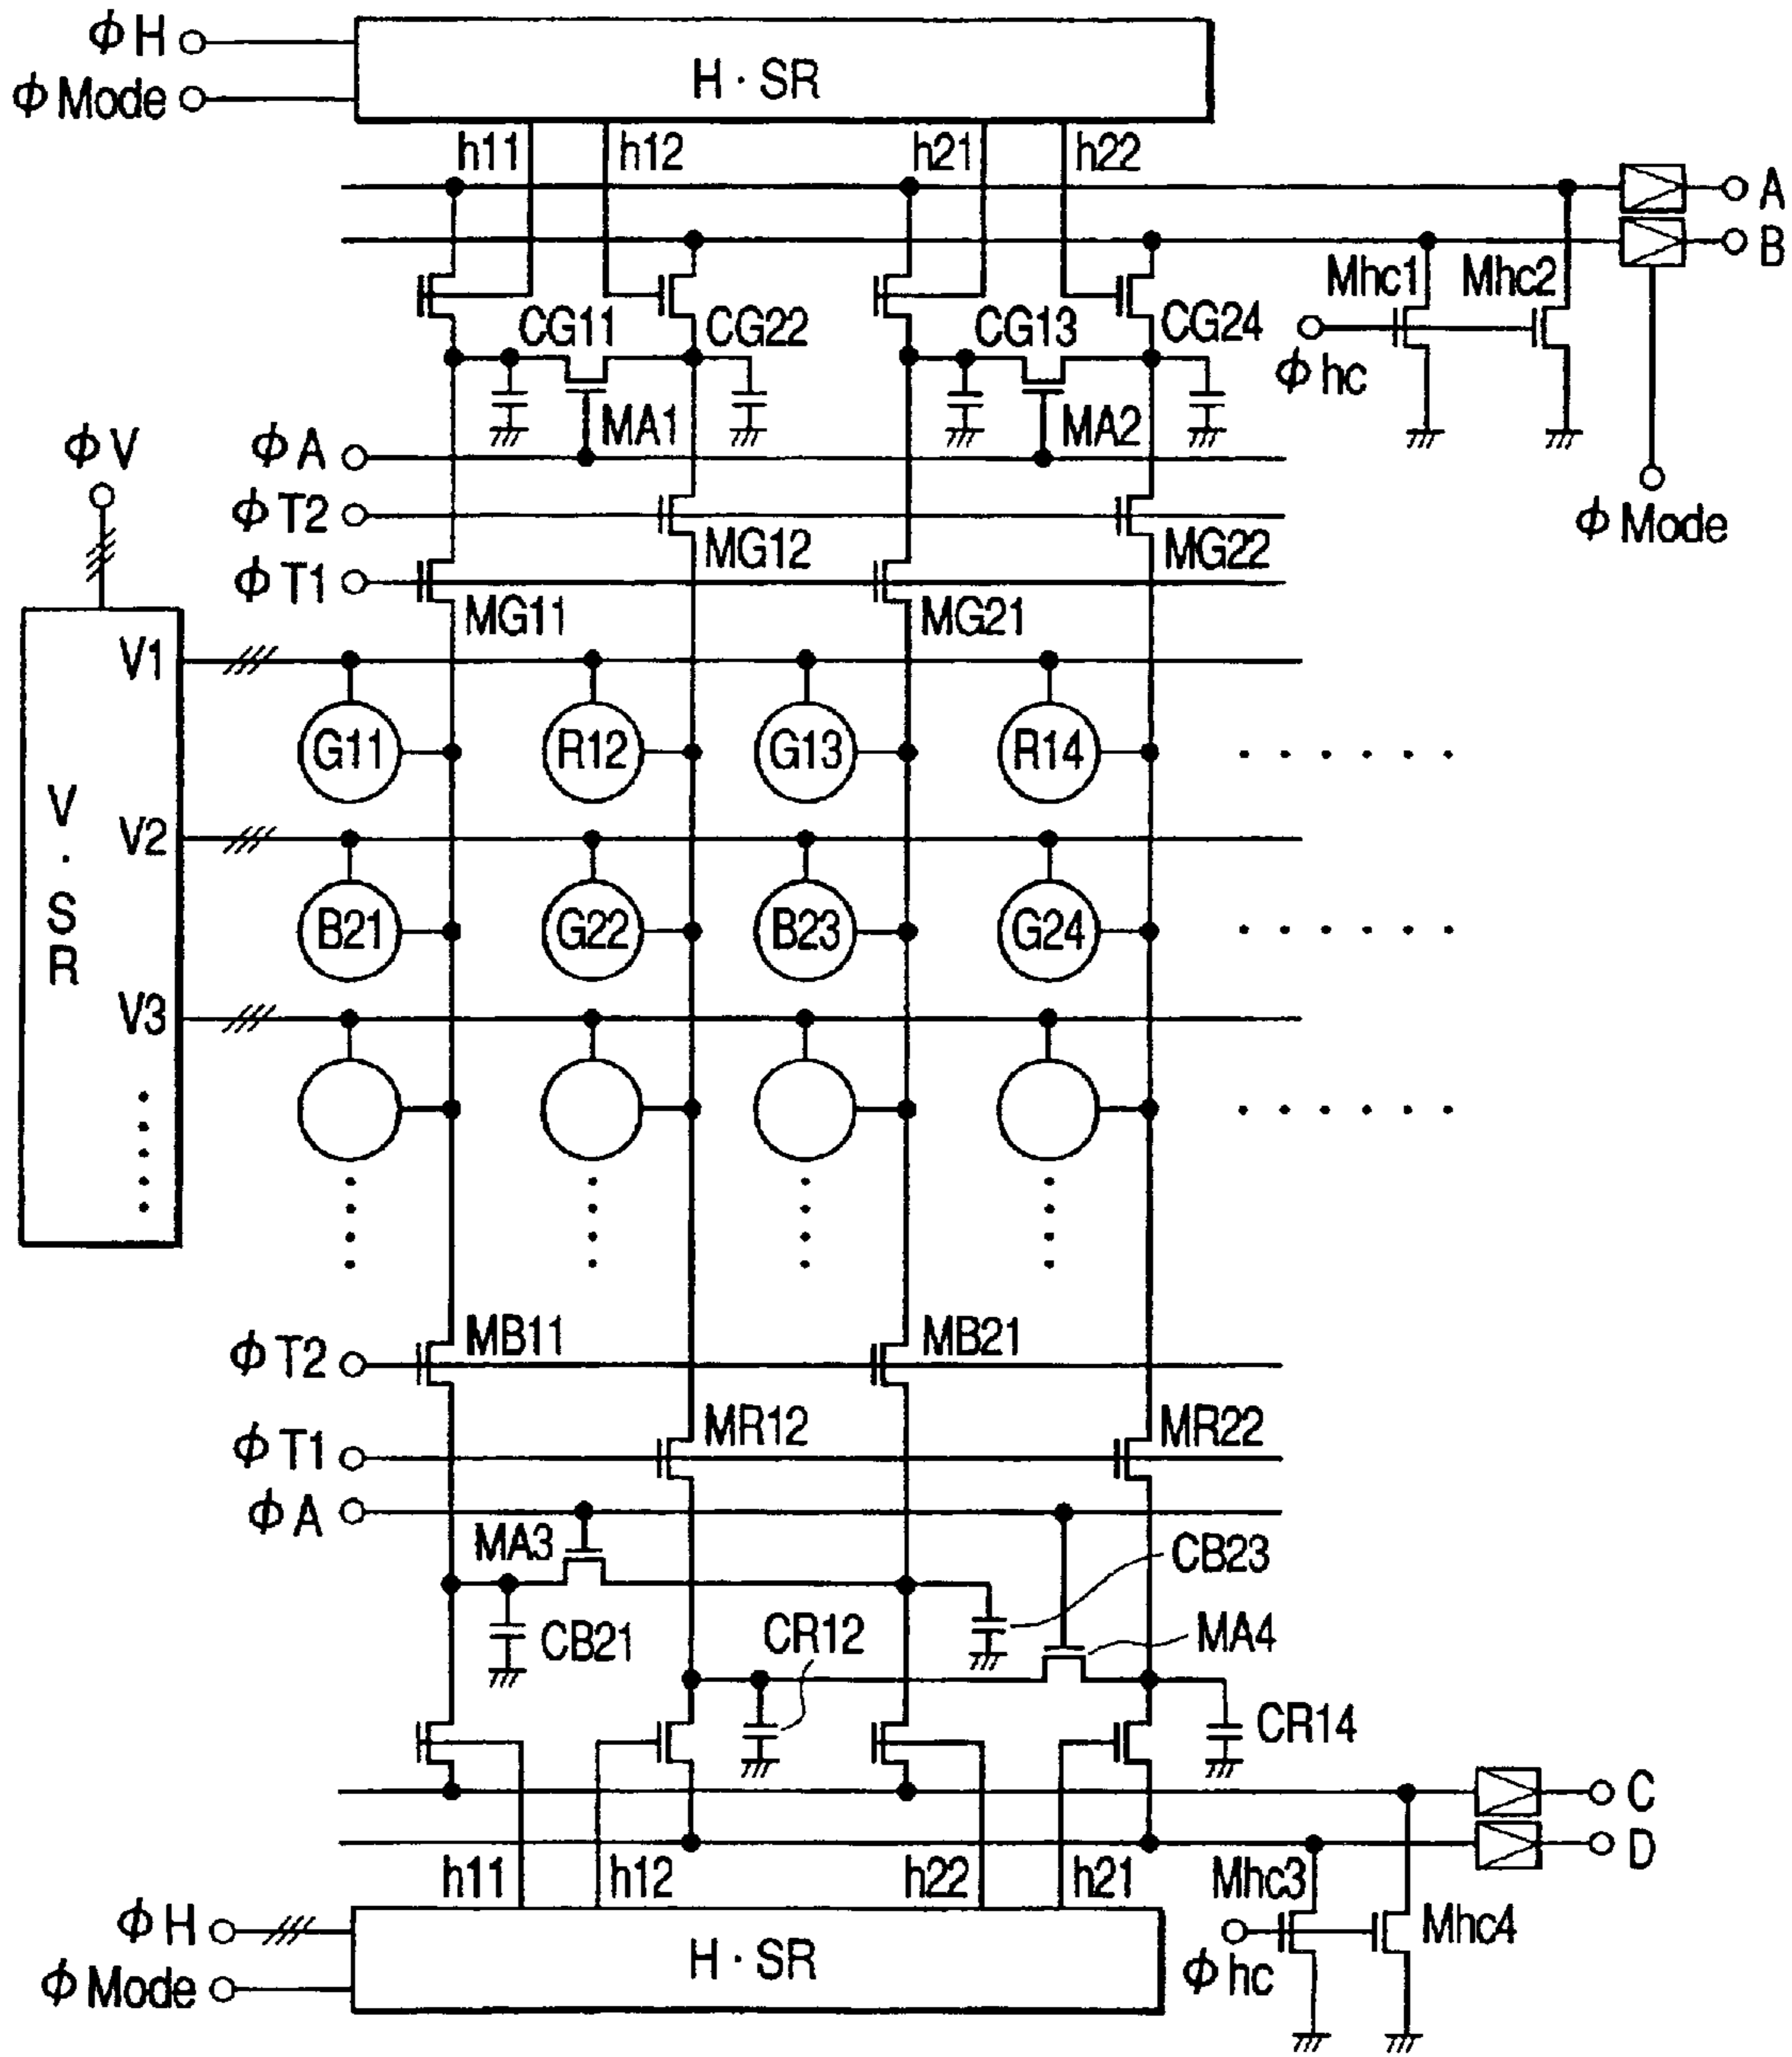 ϕH
H · SR
ϕMode
h11 h12 h21 h22
A
B
Mhc1 Mhc2
CG11 CG22 CG13 CG24
ϕhc
MA1 MA2
ϕV
ϕA
ϕT2
ϕMode
MG12 MG22
ϕT1
MG11 MG21
V1
G11 R12 G13 R14 · · · · · ·
V · SR
V2
B21 G22 B23 G24 · · · · · ·
V3
· · · · · ·
MB11 MB21
ϕT2
MR12 MR22
ϕT1
ϕA
MA3 CB23
CB21 CR12 MA4
CR14
C
D
h11 h12 h22 h21 Mhc3
ϕH Mhc4
H · SR
ϕhc
ϕMode